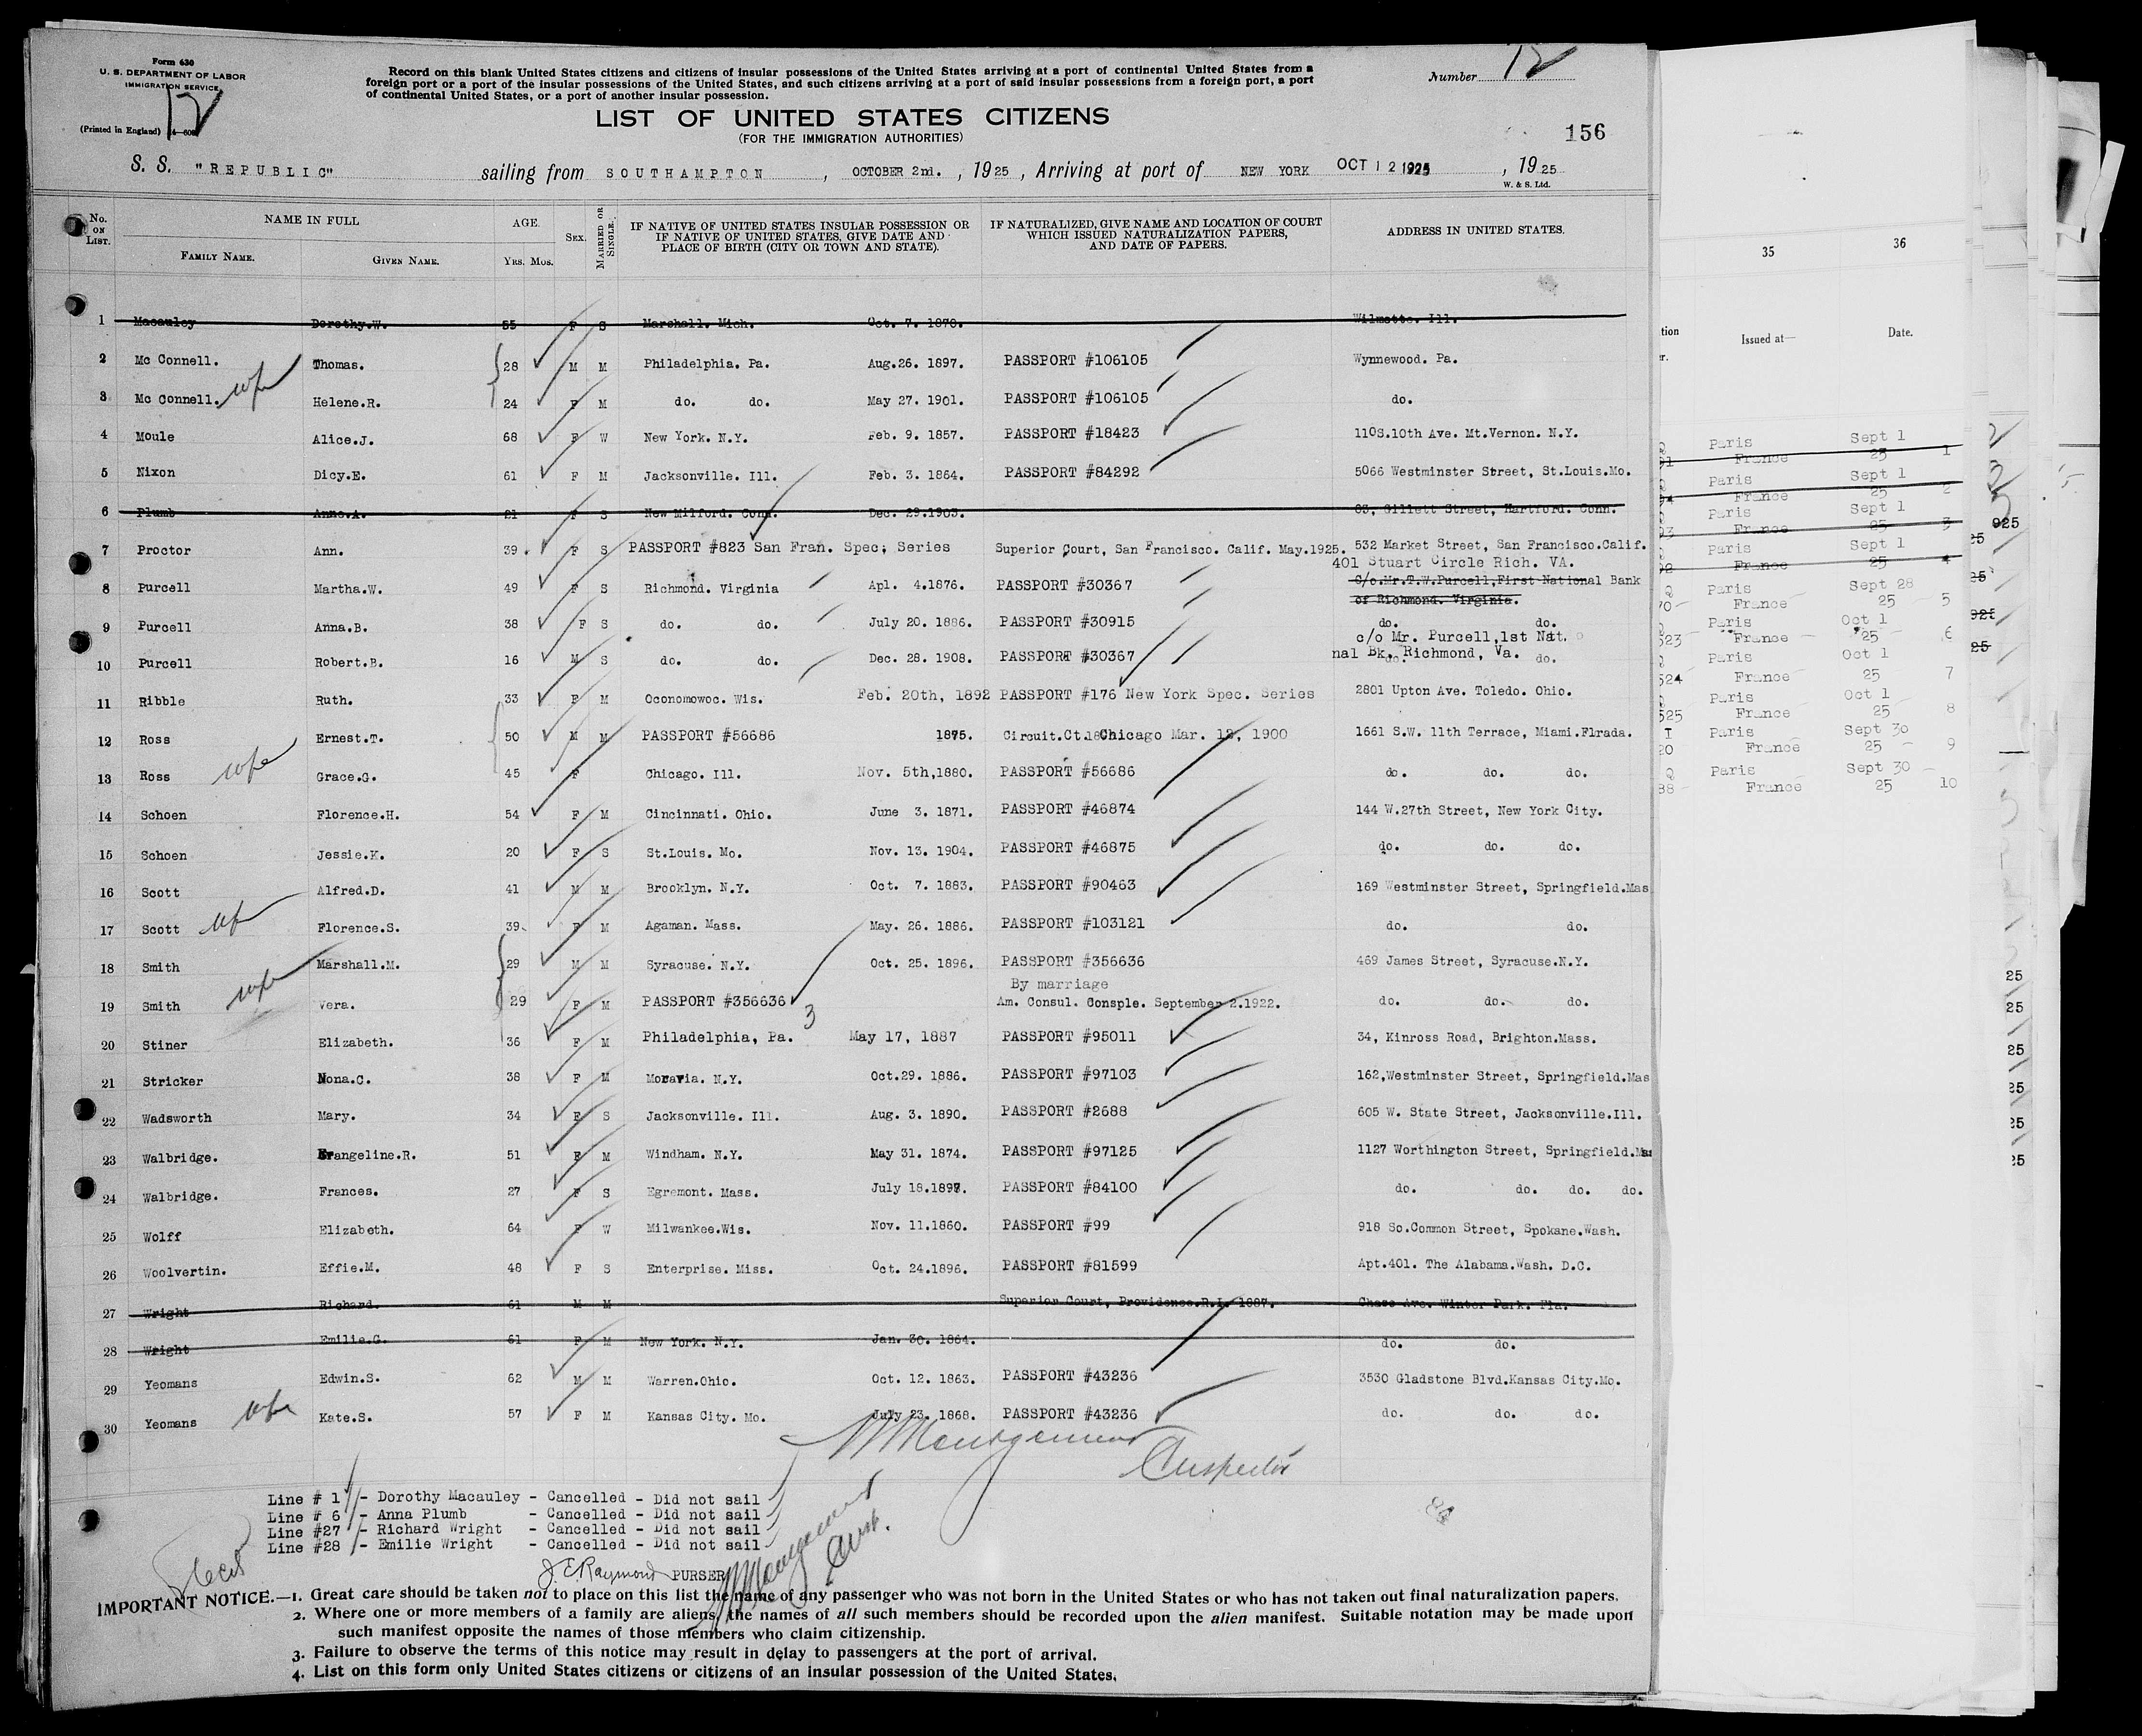 Form 630
U. S. DEPARTMENT OF LABOR
IMMIGRATION SERVICE
(Printed in England)
12
Record on this blank United States citizens and citizens of insular possessions of the United States arriving at a port of continental United States from a
foreign port or a port of the insular possessions of the United States, and such citizens arriving at a port of said insular possessions from a foreign port, a port
of continental United States, or a port of another insular possession.
Number 12
LIST OF UNITED STATES CITIZENS
(FOR THE IMMIGRATION AUTHORITIES)
156
S. S. "REPUBLIC" sailing from SOUTHAMPTON, OCTOBER 2nd., 1925, Arriving at port of NEW YORK OCT 12 1925, 1925
W. & S. Ltd.
No. ON LIST. NAME IN FULL FAMILY NAME. GIVEN NAME. AGE. YRS. MOS. SEX. MARRIED OR SINGLE. IF NATIVE OF UNITED STATES INSULAR POSSESSION OR IF NATIVE OF UNITED STATES, GIVE DATE AND PLACE OF BIRTH (CITY OR TOWN AND STATE). IF NATURALIZED, GIVE NAME AND LOCATION OF COURT WHICH ISSUED NATURALIZATION PAPERS, AND DATE OF PAPERS. ADDRESS IN UNITED STATES.
1 Macauley Dorothy.W. 55 F S Marshall. Mich. Oct. 7. 1870. Wilmette. Ill.
2 Mc Connell. Thomas. 28 M M Philadelphia. Pa. Aug.26. 1897. PASSPORT #106105 Wynnewood. Pa.
3 Mc Connell. wife Helene.R. 24 F M do. do. May 27. 1901. PASSPORT #106105 do.
4 Moule Alice.J. 68 F W New York. N.Y. Feb. 9. 1857. PASSPORT #18423 110S.10th Ave. Mt.Vernon. N.Y.
5 Nixon Dicy.E. 61 F M Jacksonville. Ill. Feb. 3. 1864. PASSPORT #84292 5066 Westminster Street, St.Louis.Mo.
6 Plumb Anna.A. 21 F S New Milford. Conn. Dec. 29.1903. 63, Gillett Street, Hartford. Conn.
7 Proctor Ann. 39. F S PASSPORT #823 San Fran. Spec. Series Superior Court, San Francisco. Calif. May.1925. 532 Market Street, San Francisco.Calif.
401 Stuart Circle Rich. VA.
8 Purcell Martha.W. 49 F S Richmond. Virginia Apl. 4.1876. PASSPORT #30367 C/o.Mr.T.W.Purcell,First National Bank
of Richmond. Virginia.
9 Purcell Anna.B. 38 F S do. do. July 20. 1886. PASSPORT #30915 do. do.
c/o Mr. Purcell,1st Nat.
10 Purcell Robert.B. 16 M S do. do. Dec. 28. 1908. PASSPORT #30367 nal Bk. Richmond, Va. do. do.
11 Ribble Ruth. 33 F M Oconomowoc. Wis. Feb. 20th, 1892 PASSPORT #176 New York Spec. Series 2801 Upton Ave. Toledo. Ohio.
12 Ross Ernest.T. 50 M M PASSPORT #56686 1875. Circuit.Ct. Chicago Mar. 12, 1900 1661 S.W. 11th Terrace, Miami.Flrada.
13 Ross wife Grace.G. 45 F Chicago. Ill. Nov. 5th,1880. PASSPORT #56686 do. do. do.
14 Schoen Florence.H. 54 F M Cincinnati. Ohio. June 3. 1871. PASSPORT #46874 144 W.27th Street, New York City.
15 Schoen Jessie.K. 20 F S St.Louis. Mo. Nov. 13. 1904. PASSPORT #46875 do. do. do.
16 Scott Alfred.D. 41 M M Brooklyn. N.Y. Oct. 7. 1883. PASSPORT #90463 169 Westminster Street, Springfield.Mas
17 Scott wife Florence.S. 39. F M Agaman. Mass. May. 26. 1886. PASSPORT #103121 do. do.
18 Smith Marshall.M. 29 M M Syracuse. N.Y. Oct. 25. 1896. PASSPORT #356636 469 James Street, Syracuse.N.Y.
By marriage
19 Smith wife Vera. 29 F M PASSPORT #356636 Am. Consul. Consple. September 2.1922. do. do. do.
3
20 Stiner Elizabeth. 36 F M Philadelphia, Pa. May 17, 1887 PASSPORT #95011 34, Kinross Road, Brighton.Mass.
21 Stricker Nona.C. 38 F M Moravia. N.Y. Oct.29. 1886. PASSPORT #97103 162,Westminster Street, Springfield.Mas
22 Wadsworth Mary. 34 F S Jacksonville. Ill. Aug. 3. 1890. PASSPORT #2688 605 W. State Street, Jacksonville.Ill.
23 Walbridge. Evangeline.R. 51 F M Windham. N.Y. May 31. 1874. PASSPORT #97125 1127 Worthington Street, Springfield.Mas
24 Walbridge. Frances. 27 F S Egremont. Mass. July 18.1897. PASSPORT #84100 do. do. do. do.
25 Wolff Elizabeth. 64 F W Milwankee.Wis. Nov. 11.1860. PASSPORT #99 918 So.Common Street, Spokane.Wash.
26 Woolvertin. Effie.M. 48 F S Enterprise. Miss. Oct. 24.1896. PASSPORT #81599 Apt.401. The Alabama.Wash. D.C.
27 Wright Richard. 61 M M Superior Court, Providence.R.I. 1887. Chase Ave. Winter Park. Fla.
28 Wright Emilie.G. 61 F M New York. N.Y. Jan. 30. 1864. do. do.
29 Yeomans Edwin.S. 62 M M Warren.Ohio. Oct. 12. 1863. PASSPORT #43236 3530 Gladstone Blvd.Kansas City.Mo.
30 Yeomans wife Kate.S. 57 F M Kansas City. Mo. July 23. 1868. PASSPORT #43236 do. do. do.
Montgomery
Inspector
Line # 1 - Dorothy Macauley - Cancelled - Did not sail
Line # 6 - Anna Plumb - Cancelled - Did not sail
Line #27 - Richard Wright - Cancelled - Did not sail
Line #28 - Emilie Wright - Cancelled - Did not sail
J. E. Raymond PURSER
IMPORTANT NOTICE.—1. Great care should be taken not to place on this list the name of any passenger who was not born in the United States or who has not taken out final naturalization papers.
2. Where one or more members of a family are aliens, the names of all such members should be recorded upon the alien manifest. Suitable notation may be made upon
such manifest opposite the names of those members who claim citizenship.
3. Failure to observe the terms of this notice may result in delay to passengers at the port of arrival.
4. List on this form only United States citizens or citizens of an insular possession of the United States.
35 36
Issued at— Date.
Paris Sept 1
France 25 1
Paris Sept 1
France 25 2
Paris Sept 1
France 25 3
Paris Sept 1
France 25 4
Paris Sept 28
France 25 5
Paris Oct 1
France 25 6
Paris Oct 1
France 25 7
Paris Oct 1
France 25 8
Paris Sept 30
France 25 9
Paris Sept 30
France 25 10
925
25
25
25
25
25
25